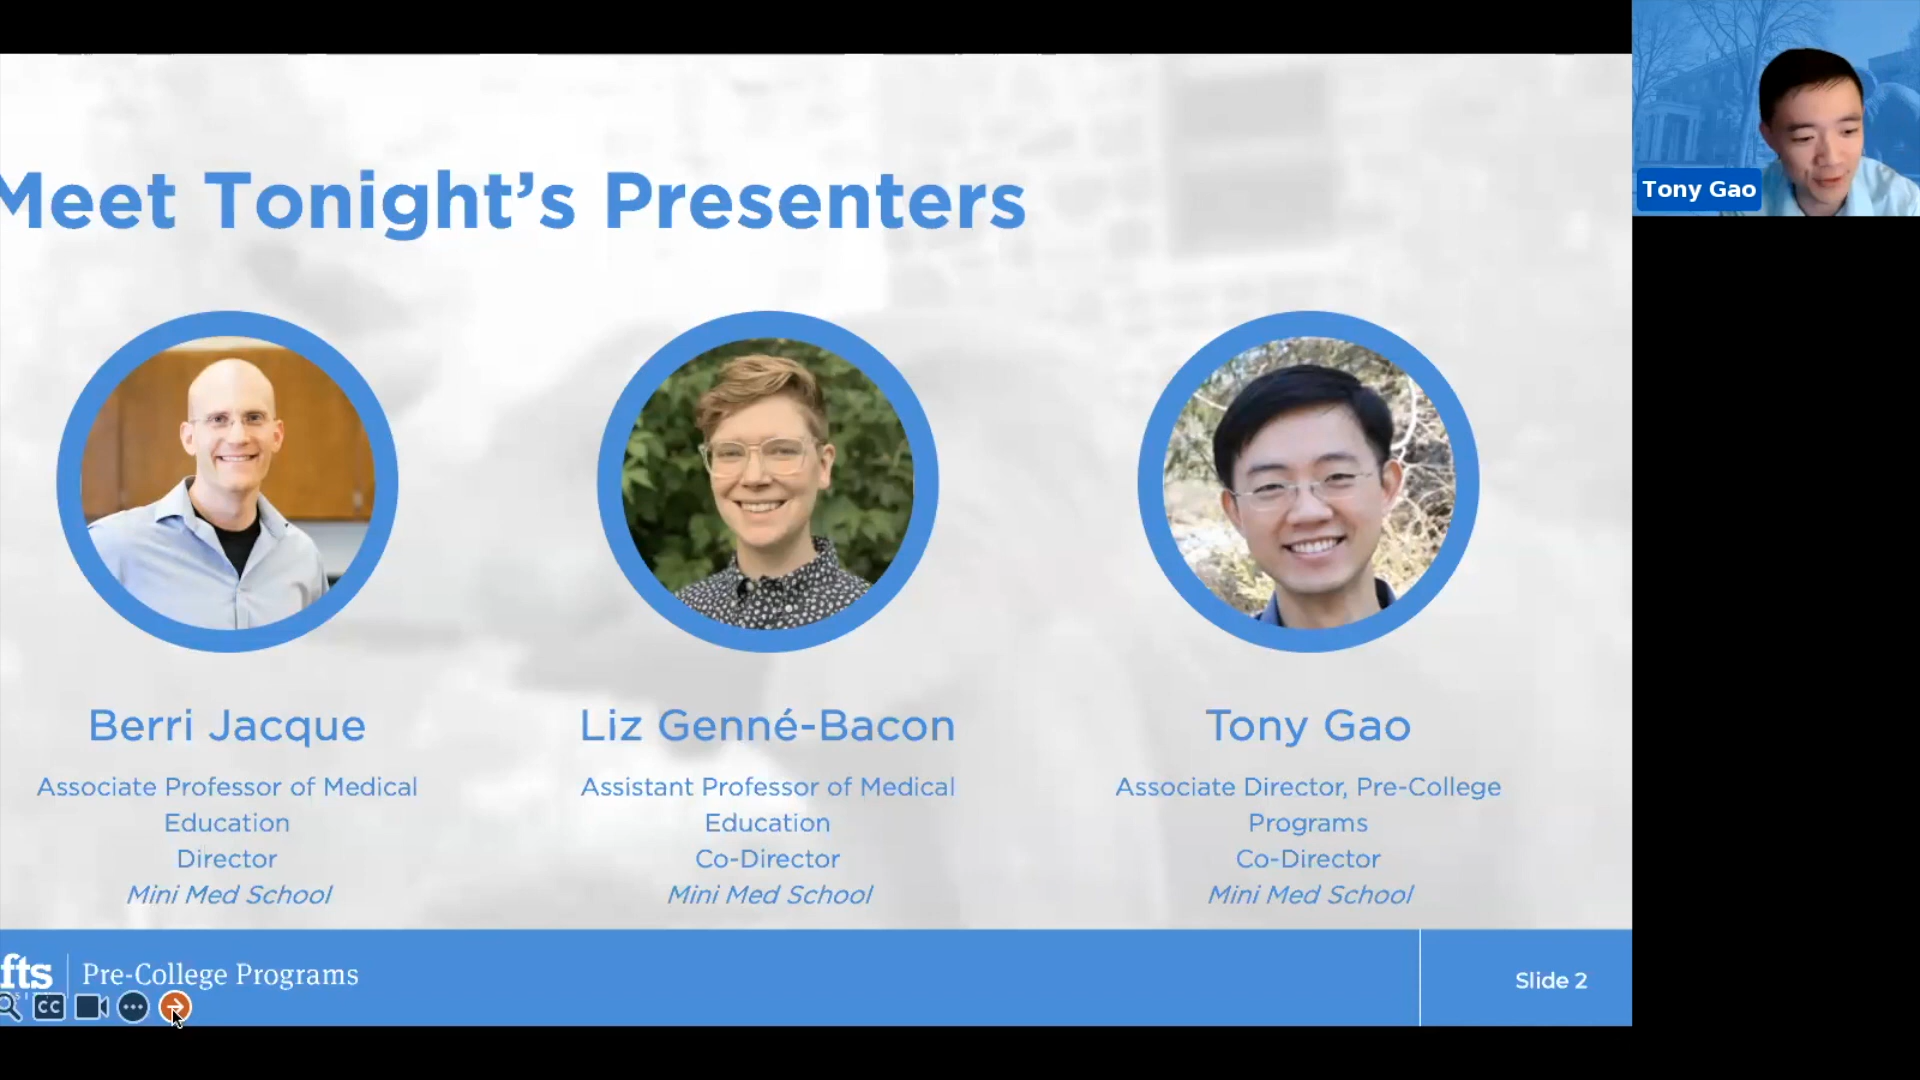 Meet Tonight's Presenters
Tony Gao
Berri Jacque
Associate Professor of Medical
Education
Director
Mini Med School
Liz Genné-Bacon
Assistant Professor of Medical
Education
Co-Director
Mini Med School
Tony Gao
Associate Director, Pre-College
Programs
Co-Director
Mini Med School
fts
Pre-College Programs
CC
Slide 2